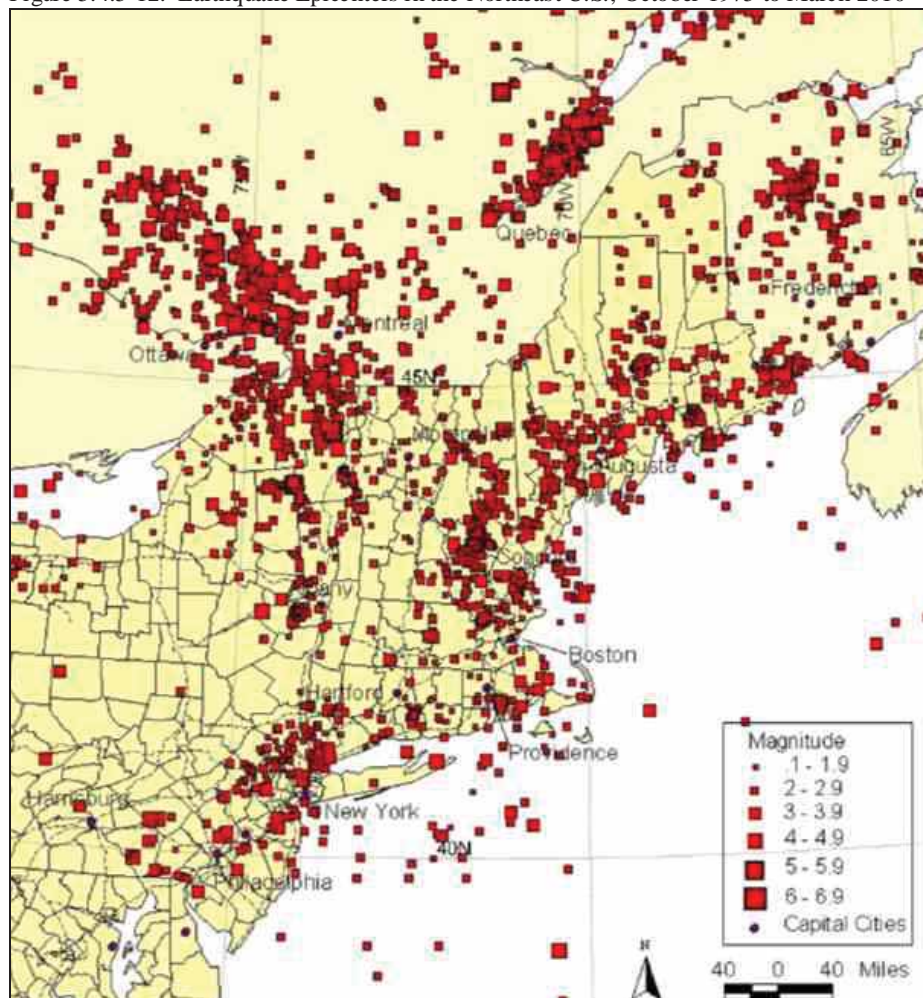 Earthquake Epicenters in the Northeast U.S., October 1975 to March
65W
70W
Quebec
Fredericton
Montreal
Ottawa
45N
Augusta
Boston
Hartford
Providence
Harrisburg
New York
40N
Philadelphia
Magnitude
.1 - 1.9
2 - 2.9
3 - 3.9
4 - 4.9
5 - 5.9
6 - 6.9
Capital Cities
N
40 0 40 Miles